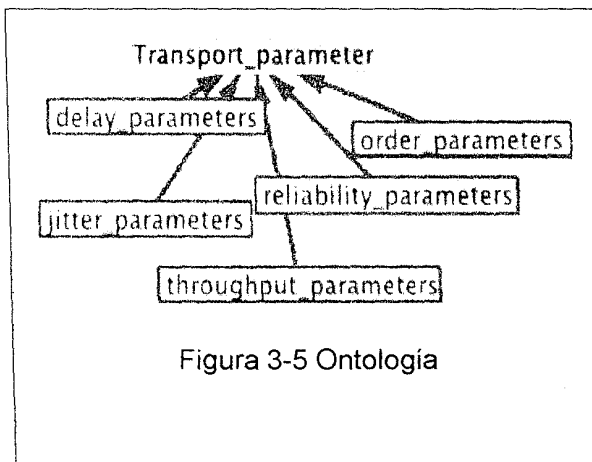 Transport_parameter
delay_parameters
order_parameters
reliability_parameters
jitter_parameters
throughput_parameters
Figura 3-5 Ontología